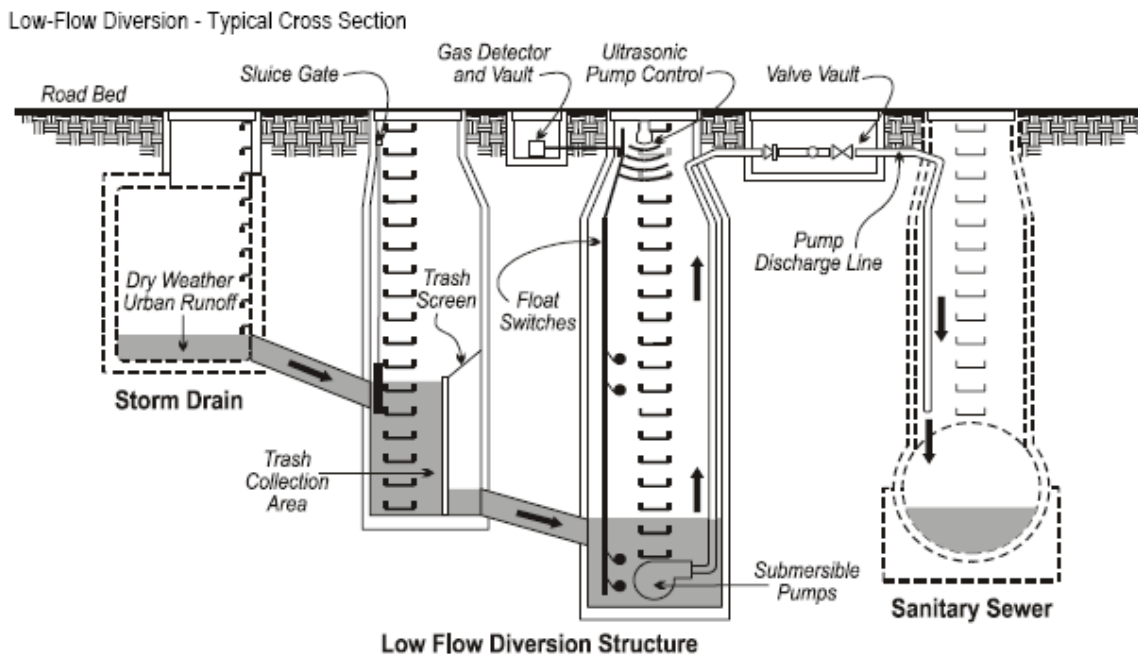 Low-Flow Diversion - Typical Cross Section
Road Bed
Sluice Gate
Gas Detector
and Vault
Ultrasonic
Pump Control
Valve Vault
Dry Weather
Urban Runoff
Trash
Screen
Float
Switches
Pump
Discharge Line
Storm Drain
Trash
Collection
Area
Submersible
Pumps
Sanitary Sewer
Low Flow Diversion Structure